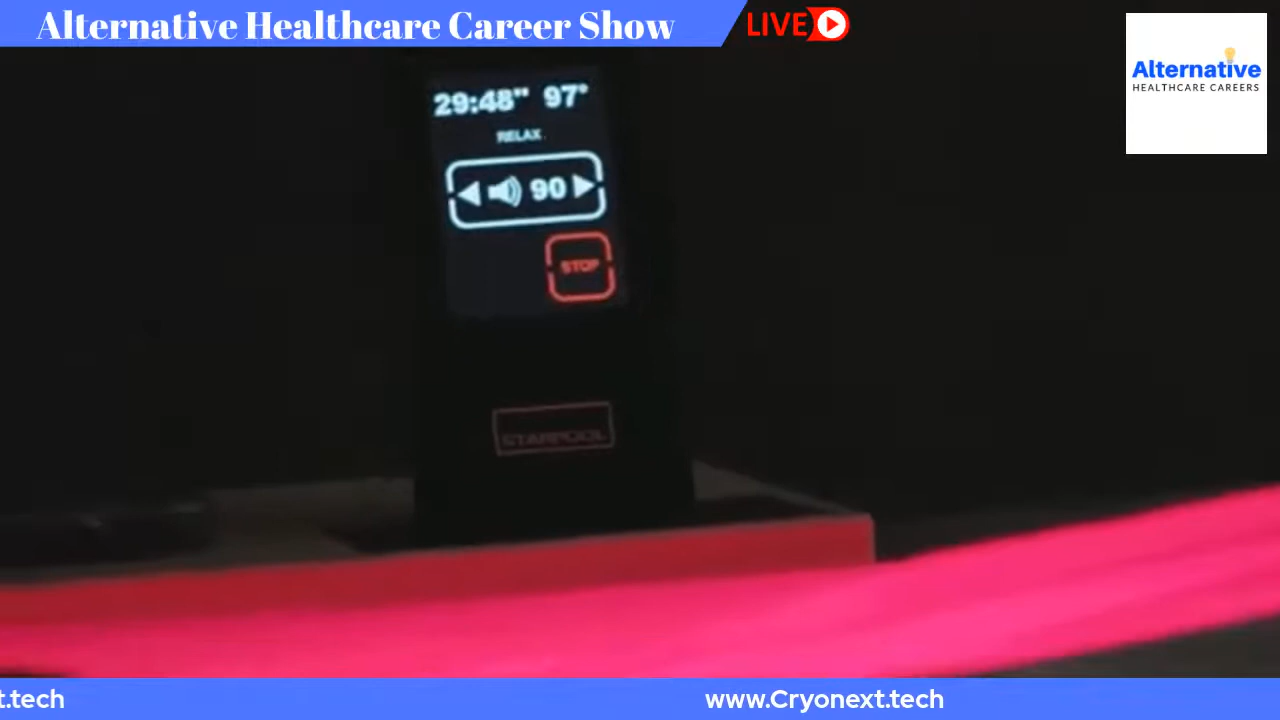 Alternative Healthcare Career Show
LIVE
Alternative
HEALTHCARE CAREERS
29:48" 97°
RELAX
90
STOP
STARPOOL
t.tech
www.Cryonext.tech